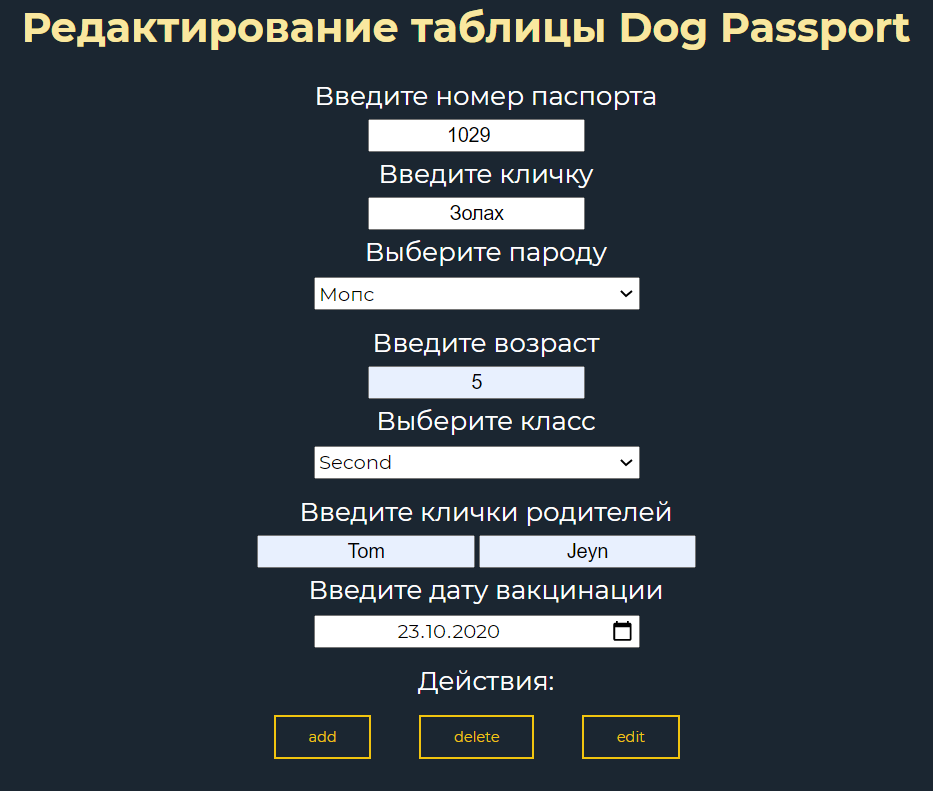 Редактирование таблицы Dog Passport
Введите номер паспорта
1029
Введите кличку
Золах
Выберите пароду
Мопс
Введите возраст
5
Выберите класс
Second
Введите клички родителей
Tom Jeyn
Введите дату вакцинации
23.10.2020
Действия:
add delete edit